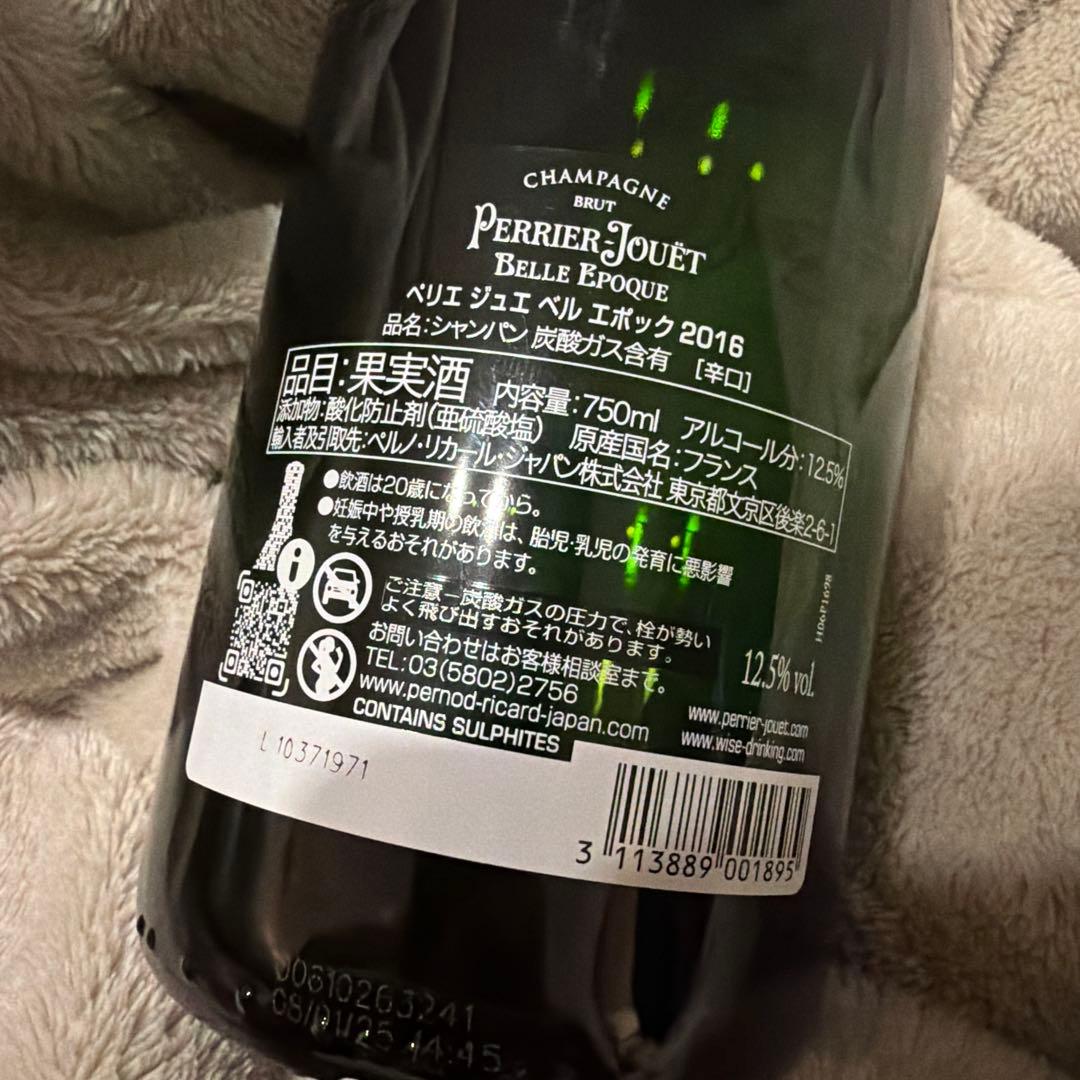 CHAMPAGNE
BRUT
PERRIER-JOUËT
BELLE EPOQUE
ペリエ ジュエ ベル エポック 2016
品名:シャンパン 炭酸ガス含有 [辛口]
品目:果実酒 内容量:750ml アルコール分:12.5%
添加物:酸化防止剤(亜硫酸塩) 原産国名:フランス
輸入者及引取先:ペルノ・リカール・ジャパン株式会社 東京都文京区後楽2-6-1
●飲酒は20歳になってから。
●妊娠中や授乳期の飲酒は、胎児・乳児の発育に悪影響
を与えるおそれがあります。
ご注意ー炭酸ガスの圧力で、栓が勢い
よく飛び出すおそれがあります。
お問い合わせはお客様相談室まで。
TEL:03(5802)2756
www.pernod-ricard-japan.com
CONTAINS SULPHITES
HD6P1698
12.5% vol.
www.perrier-jouet.com
www.wise-drinking.com
L 10371971
3 113889 001895
00610263241
08/01/25 14:45